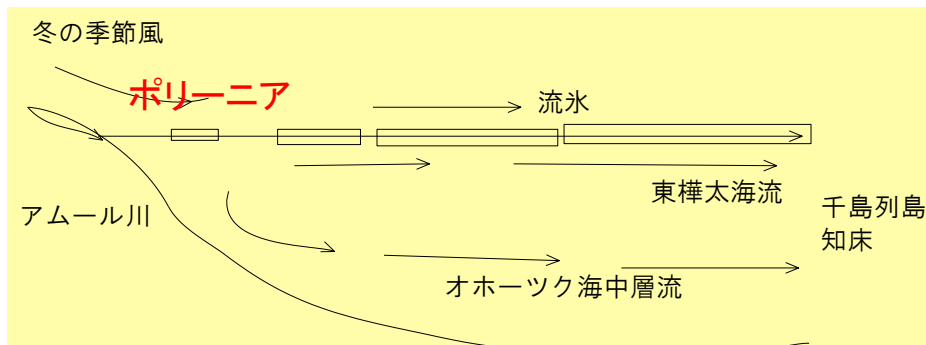 冬の季節風
ポリーニア
流氷
東樺太海流
アムール川
千島列島
知床
オホーツク海中層流